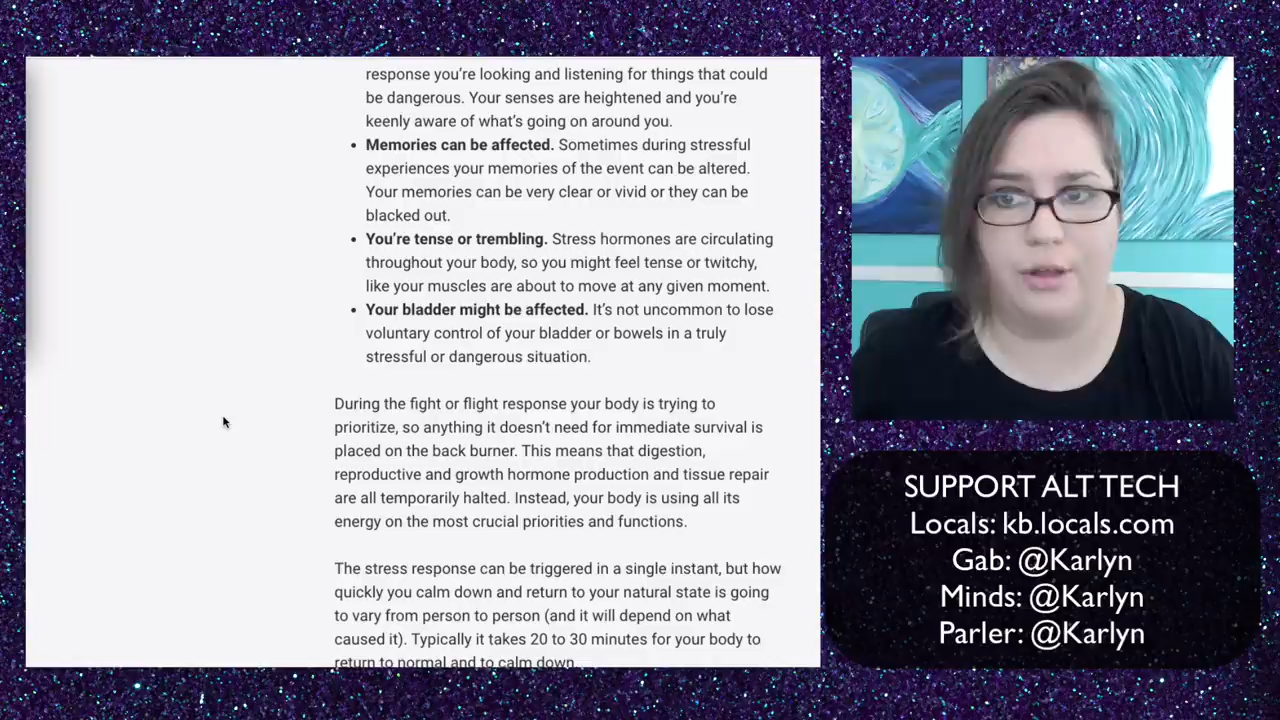 response you’re looking and listening for things that could
be dangerous. Your senses are heightened and you’re
keenly aware of what’s going on around you.
• Memories can be affected. Sometimes during stressful
experiences your memories of the event can be altered.
Your memories can be very clear or vivid or they can be
blacked out.
• You’re tense or trembling. Stress hormones are circulating
throughout your body, so you might feel tense or twitchy,
like your muscles are about to move at any given moment.
• Your bladder might be affected. It’s not uncommon to lose
voluntary control of your bladder or bowels in a truly
stressful or dangerous situation.
During the fight or flight response your body is trying to
prioritize, so anything it doesn’t need for immediate survival is
placed on the back burner. This means that digestion,
reproductive and growth hormone production and tissue repair
are all temporarily halted. Instead, your body is using all its
energy on the most crucial priorities and functions.
The stress response can be triggered in a single instant, but how
quickly you calm down and return to your natural state is going
to vary from person to person (and it will depend on what
caused it). Typically it takes 20 to 30 minutes for your body to
return to normal and to calm down.
SUPPORT ALT TECH
Locals: kb.locals.com
Gab: @Karlyn
Minds: @Karlyn
Parler: @Karlyn